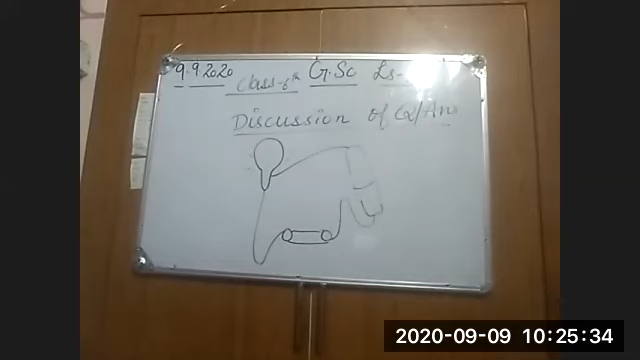 9.9.2020 Class-6th G.Sc Ls-
Discussion of Q/Ans
2020-09-09 10:25:34